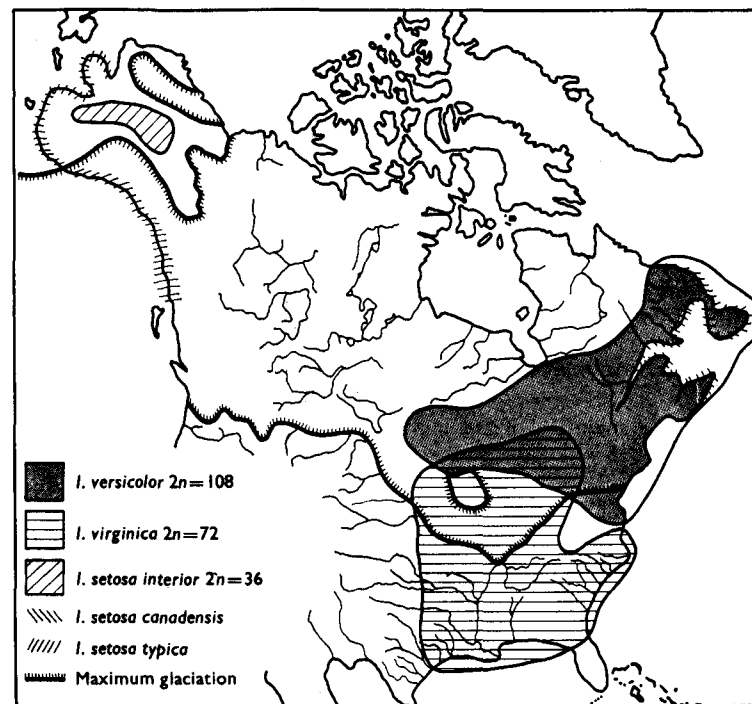 I. versicolor 2n=108
I. virginica 2n=72
I. setosa interior 2n=36
I. setosa canadensis
I. setosa typica
Maximum glaciation